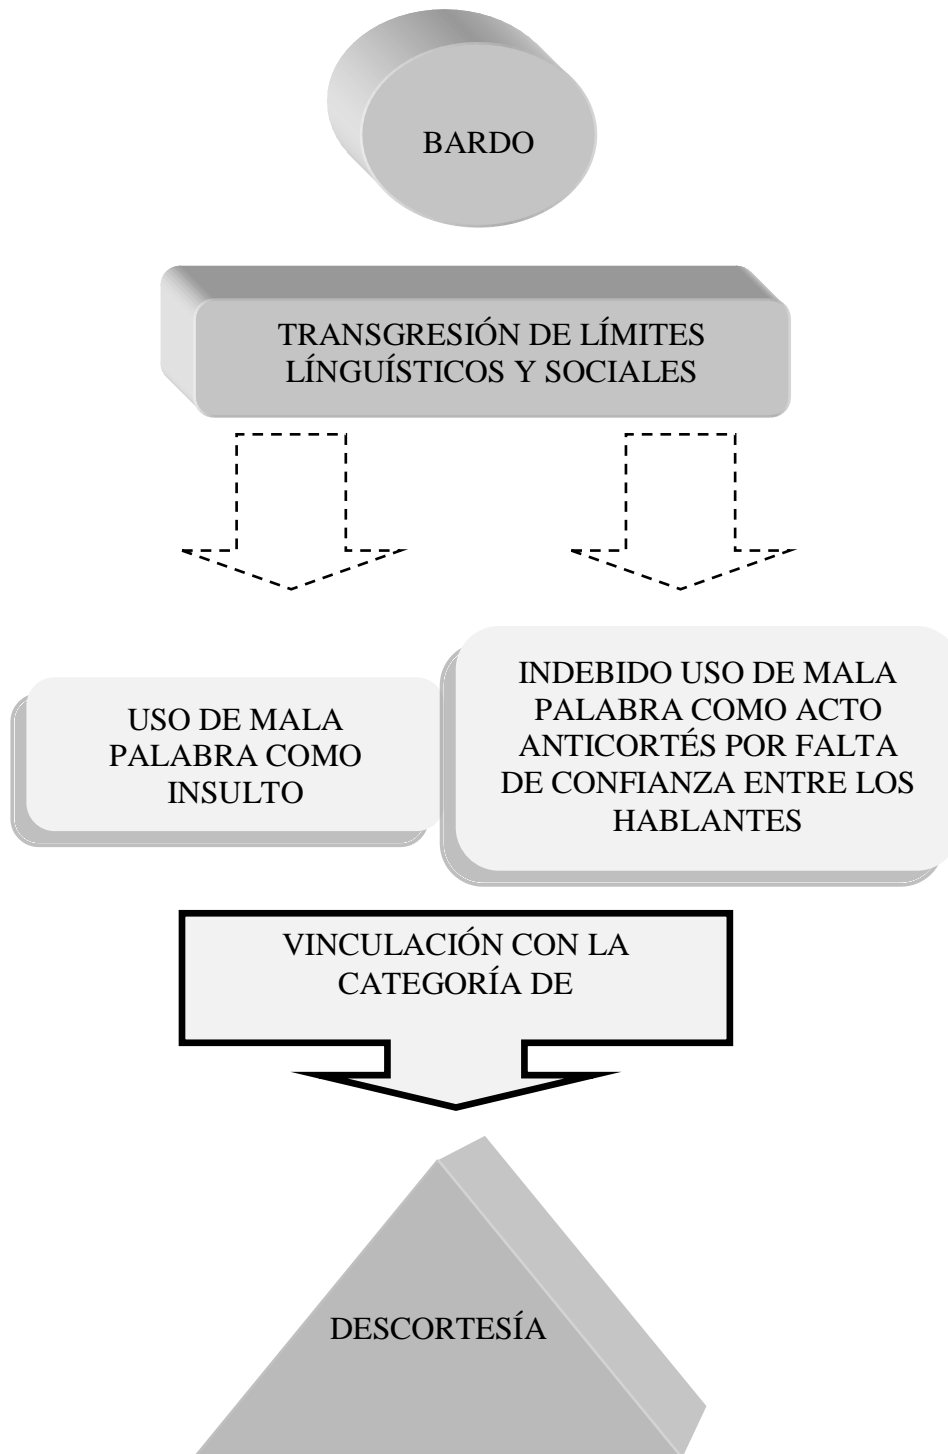 BARDO
TRANSGRESIÓN DE LÍMITES
LÍNGUÍSTICOS Y SOCIALES
USO DE MALA
PALABRA COMO
INSULTO
INDEBIDO USO DE MALA
PALABRA COMO ACTO
ANTICORTÉS POR FALTA
DE CONFIANZA ENTRE LOS
HABLANTES
VINCULACIÓN CON LA
CATEGORÍA DE
DESCORTESÍA